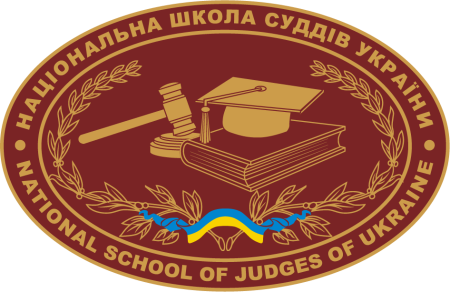 НАЦІОНАЛЬНА ШКОЛА СУДДІВ УКРАЇНИ
NATIONAL SCHOOL OF JUDGES OF UKRAINE